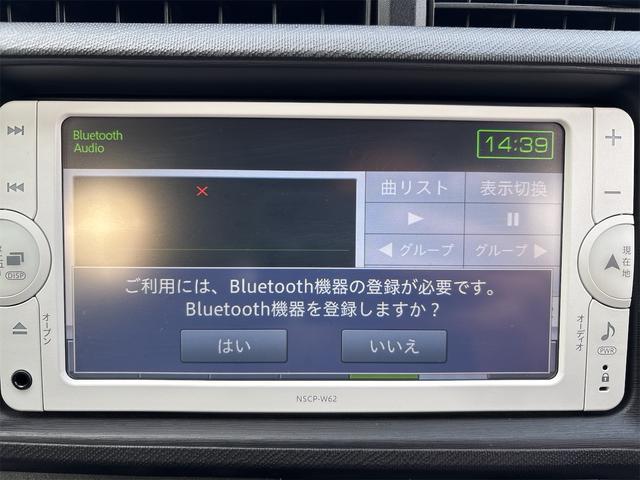 Bluetooth
Audio
14:39
曲リスト
表示切換
グループ
グループ
ご利用には、Bluetooth機器の登録が必要です。
Bluetooth機器を登録しますか？
はい
いいえ
DISP
オープン
現在地
オーディオ
PWR
NSCP-W62